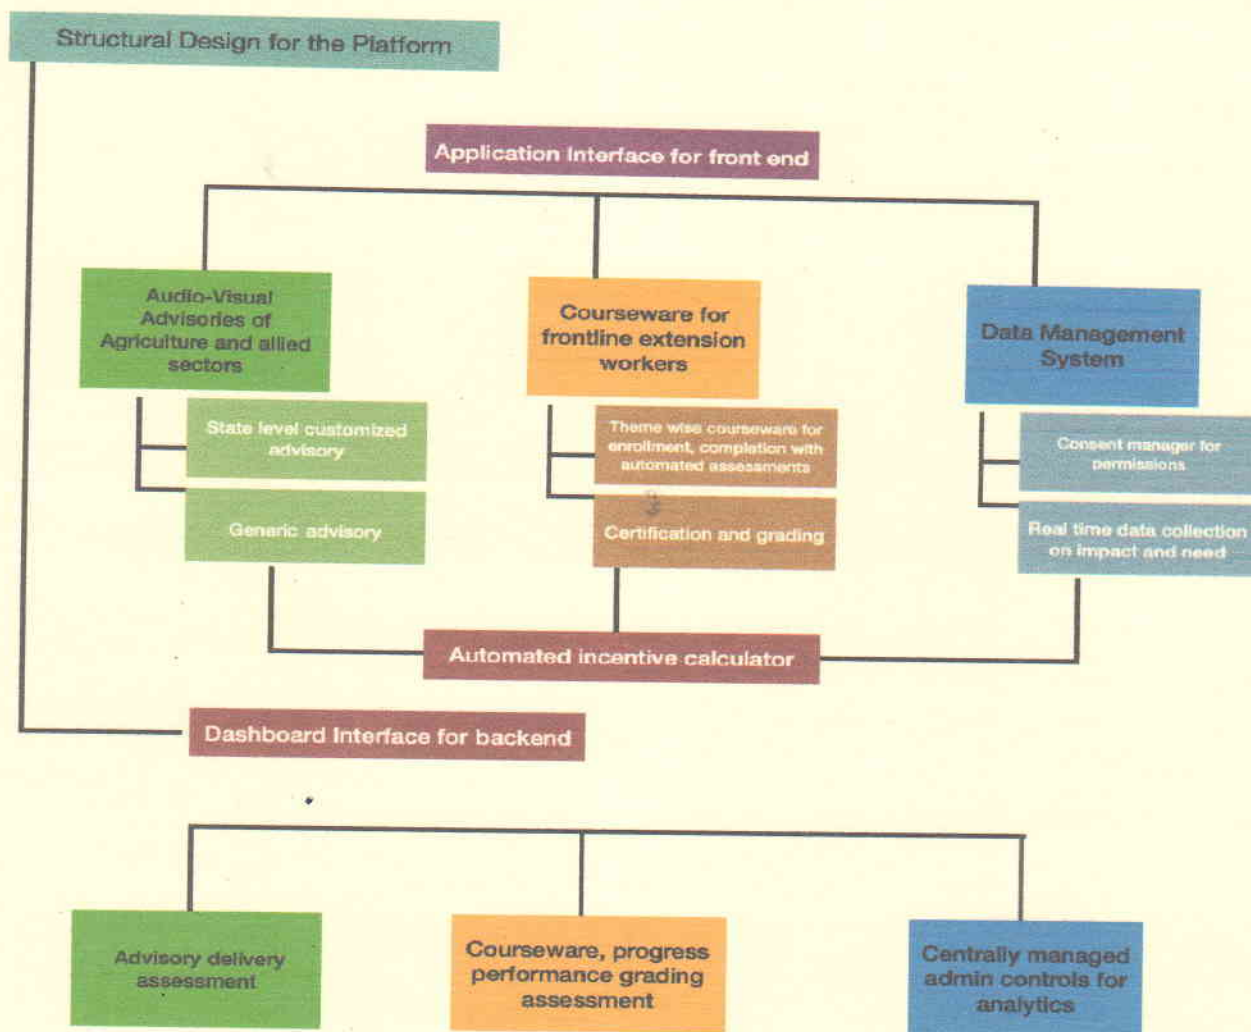 Structural Design for the Platform
Application Interface for front end
Audio-Visual
Advisories of
Agriculture and allied
sectors
Courseware for
frontline extension
workers
Data Management
System
State level customized
advisory
Theme wise courseware for
enrollment, completion with
automated assessments
Consent manager for
permissions
Generic advisory
Certification and grading
Real time data collection
on impact and need
Automated incentive calculator
Dashboard Interface for backend
Advisory delivery
assessment
Courseware, progress
performance grading
assessment
Centrally managed
admin controls for
analytics